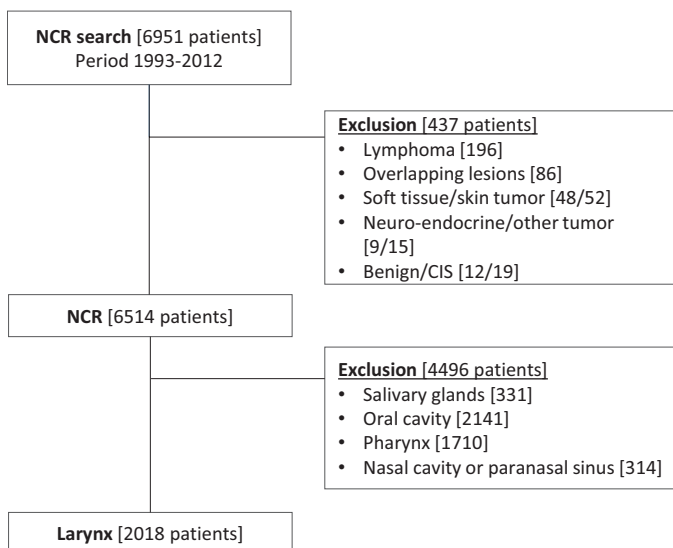 NCR search [6951 patients]
Period 1993-2012
Exclusion [437 patients]
• Lymphoma [196]
• Overlapping lesions [86]
• Soft tissue/skin tumor [48/52]
• Neuro-endocrine/other tumor
[9/15]
• Benign/CIS [12/19]
NCR [6514 patients]
Exclusion [4496 patients]
• Salivary glands [331]
• Oral cavity [2141]
• Pharynx [1710]
• Nasal cavity or paranasal sinus [314]
Larynx [2018 patients]